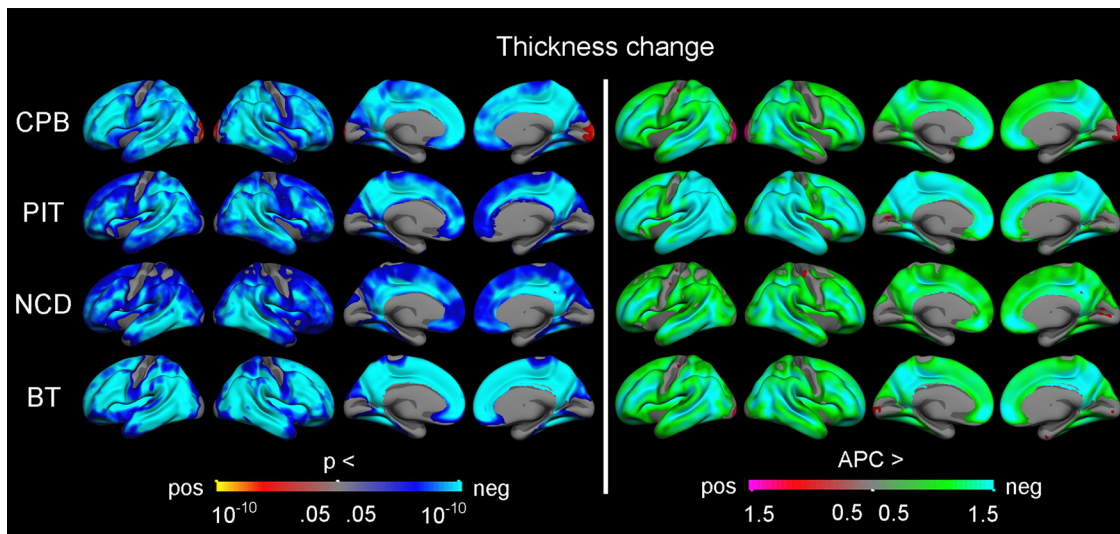 Thickness change
CPB
PIT
NCD
BT
p <
pos neg
10-10 .05 .05 10-10
APC >
pos neg
1.5 0.5 0.5 1.5